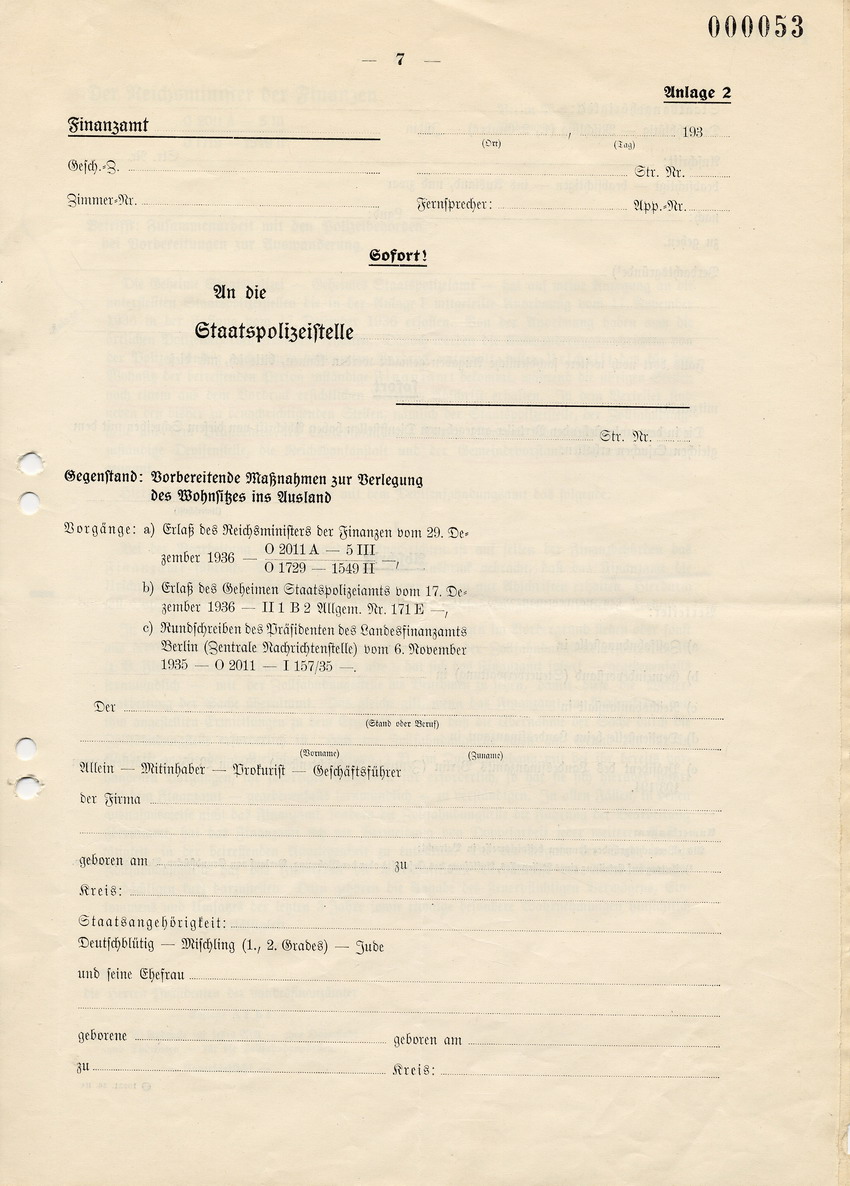 000053
— 7 —
Anlage 2
Finanzamt , 193
(Ort) (Tag)
Gesch.-Z. Str. Nr.
Zimmer-Nr. Fernsprecher: App.-Nr.
Sofort!
An die
Staatspolizeistelle
Str. Nr.
Gegenstand: Vorbereitende Maßnahmen zur Verlegung
des Wohnsitzes ins Ausland
Vorgänge: a) Erlaß des Reichsministers der Finanzen vom 29. De-
zember 1936 — O 2011 A — 5 III
O 1729 — 1549 II —,
b) Erlaß des Geheimen Staatspolizeiamts vom 17. De-
zember 1936 — II 1 B 2 Allgem. Nr. 171 E —,
c) Rundschreiben des Präsidenten des Landesfinanzamts
Berlin (Zentrale Nachrichtenstelle) vom 6. November
1935 — O 2011 — I 157/35 —.
Der
(Stand oder Beruf)
(Vorname) (Zuname)
Allein — Mitinhaber — Prokurist — Geschäftsführer
der Firma
geboren am zu
Kreis:
Staatsangehörigkeit:
Deutschblütig — Mischling (1., 2. Grades) — Jude
und seine Ehefrau
geborene geboren am
zu Kreis: